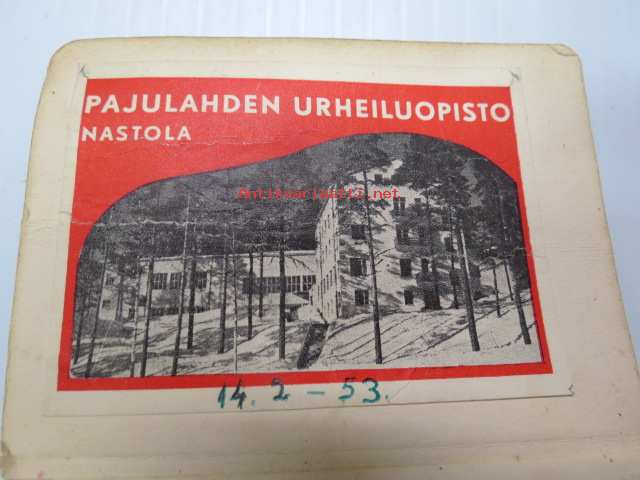 PAJULAHDEN URHEILUOPISTO
NASTOLA
Antikvariaatti.net
14. 2 – 53.